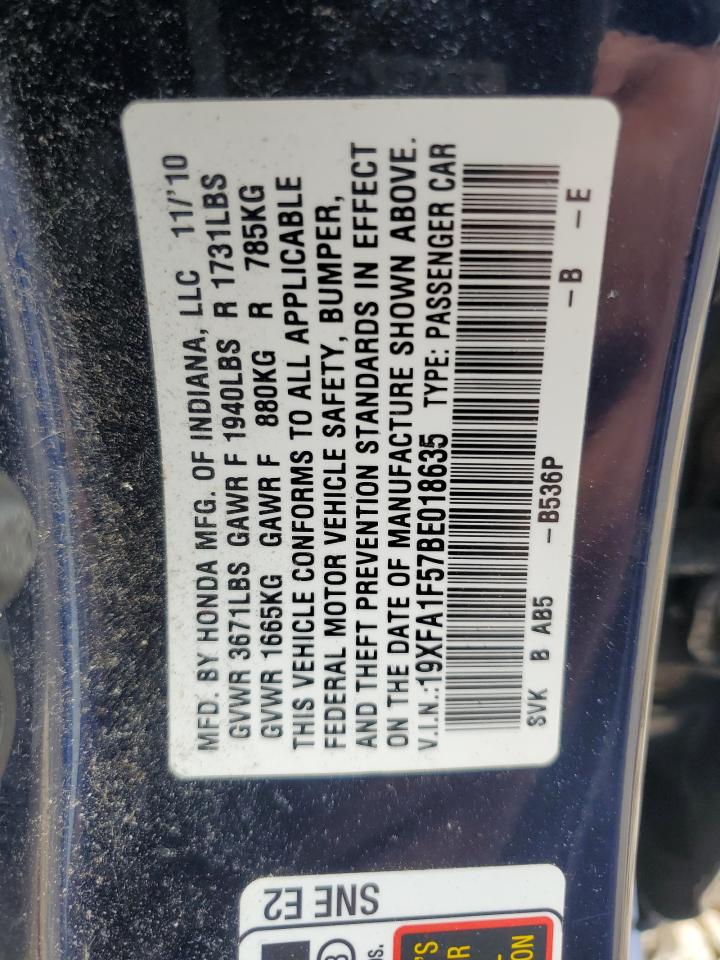 MFD. BY HONDA MFG. OF INDIANA, LLC 11/'10
GVWR 3671LBS GAWR F 1940LBS R 1731LBS
GVWR 1665KG GAWR F 880KG R 785KG
THIS VEHICLE CONFORMS TO ALL APPLICABLE
FEDERAL MOTOR VEHICLE SAFETY, BUMPER,
AND THEFT PREVENTION STANDARDS IN EFFECT
ON THE DATE OF MANUFACTURE SHOWN ABOVE.
V.I.N.:19XFA1F57BE018635 TYPE: PASSENGER CAR
SVK B AB5 -B536P -B -E
SNE E2